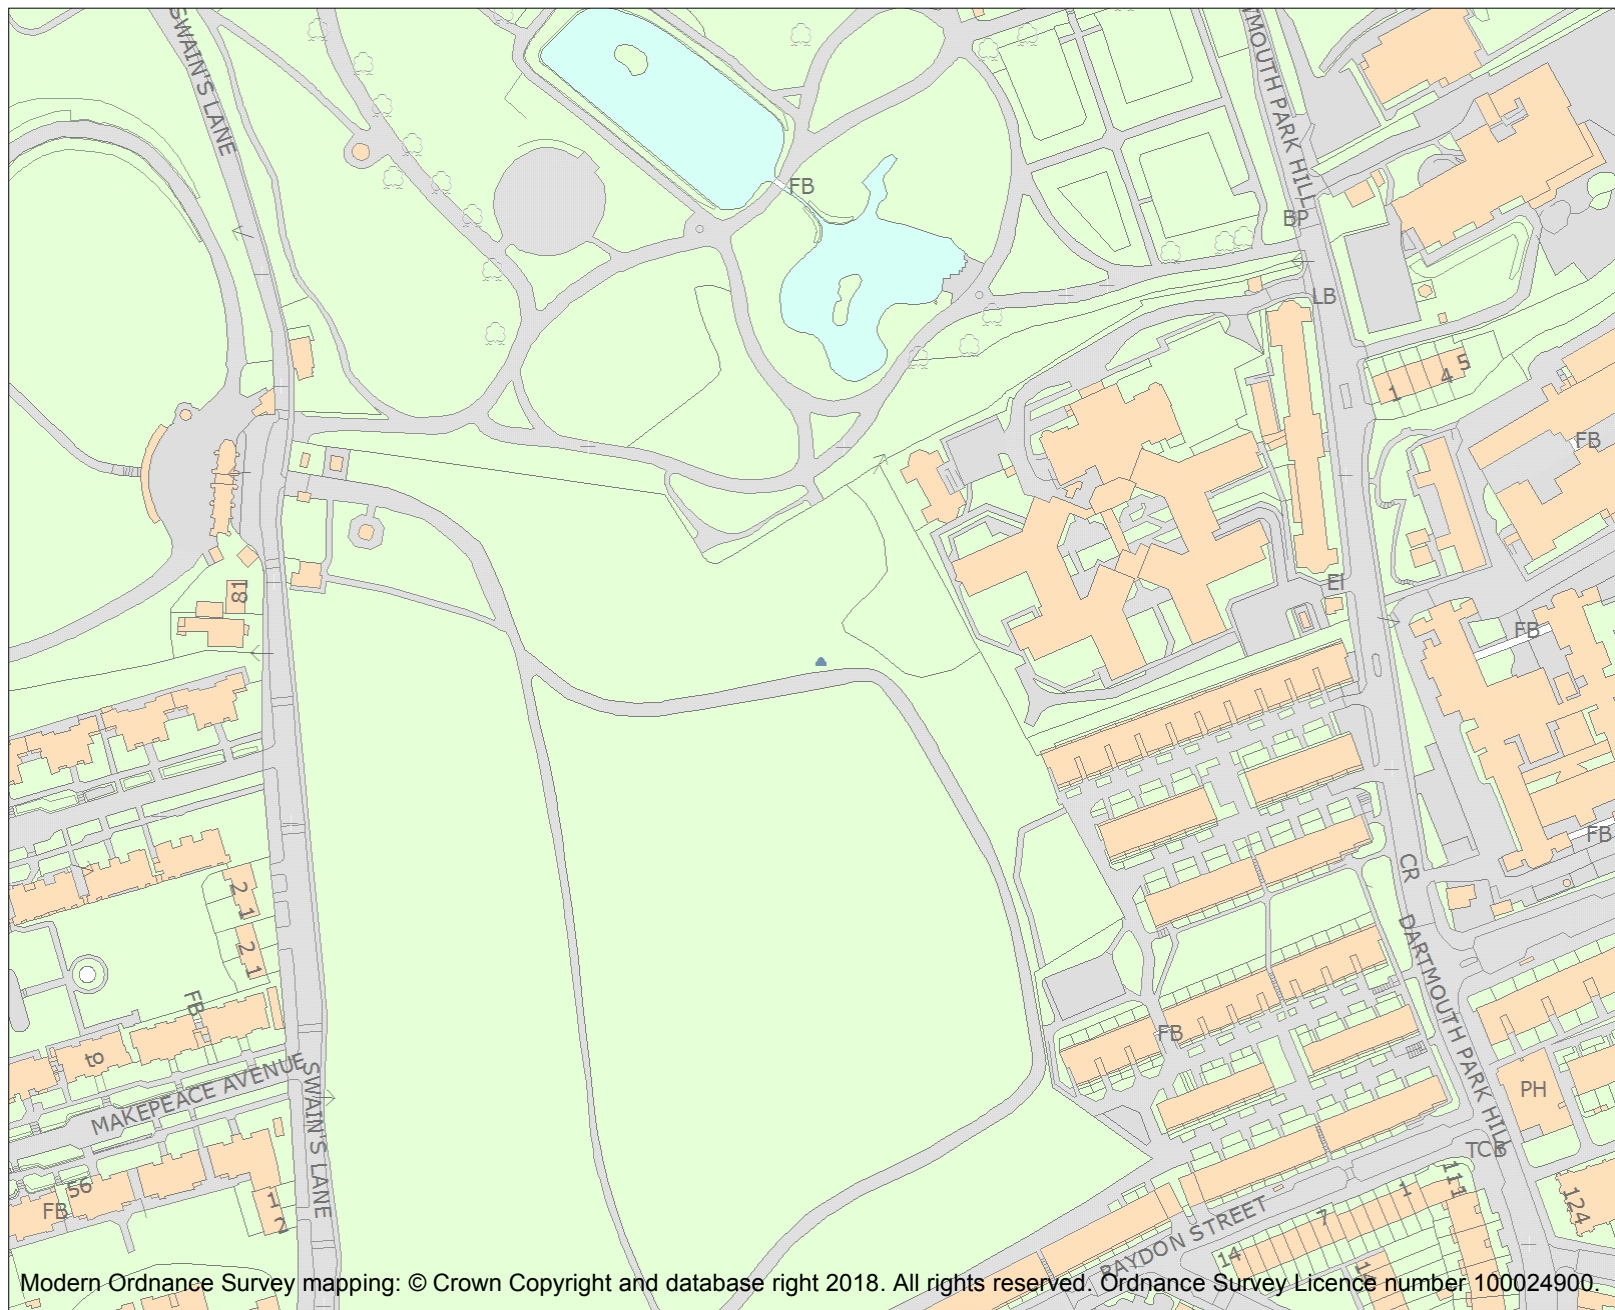 SWAIN'S LANE
MOUTH PARK HILL
FB
BP
LB
1
4
5
FB
81
EI
FB
FB
CR
2
1
2
1
FB
DARTMOUTH PARK HILL
FB
to
MAKEPEACE AVENUE
SWAIN'S LANE
PH
TCB
56
FB
1
2
111
1
7
14
124
RAYDON STREET
Modern Ordnance Survey mapping: © Crown Copyright and database right 2018. All rights reserved. Ordnance Survey Licence number 100024900.